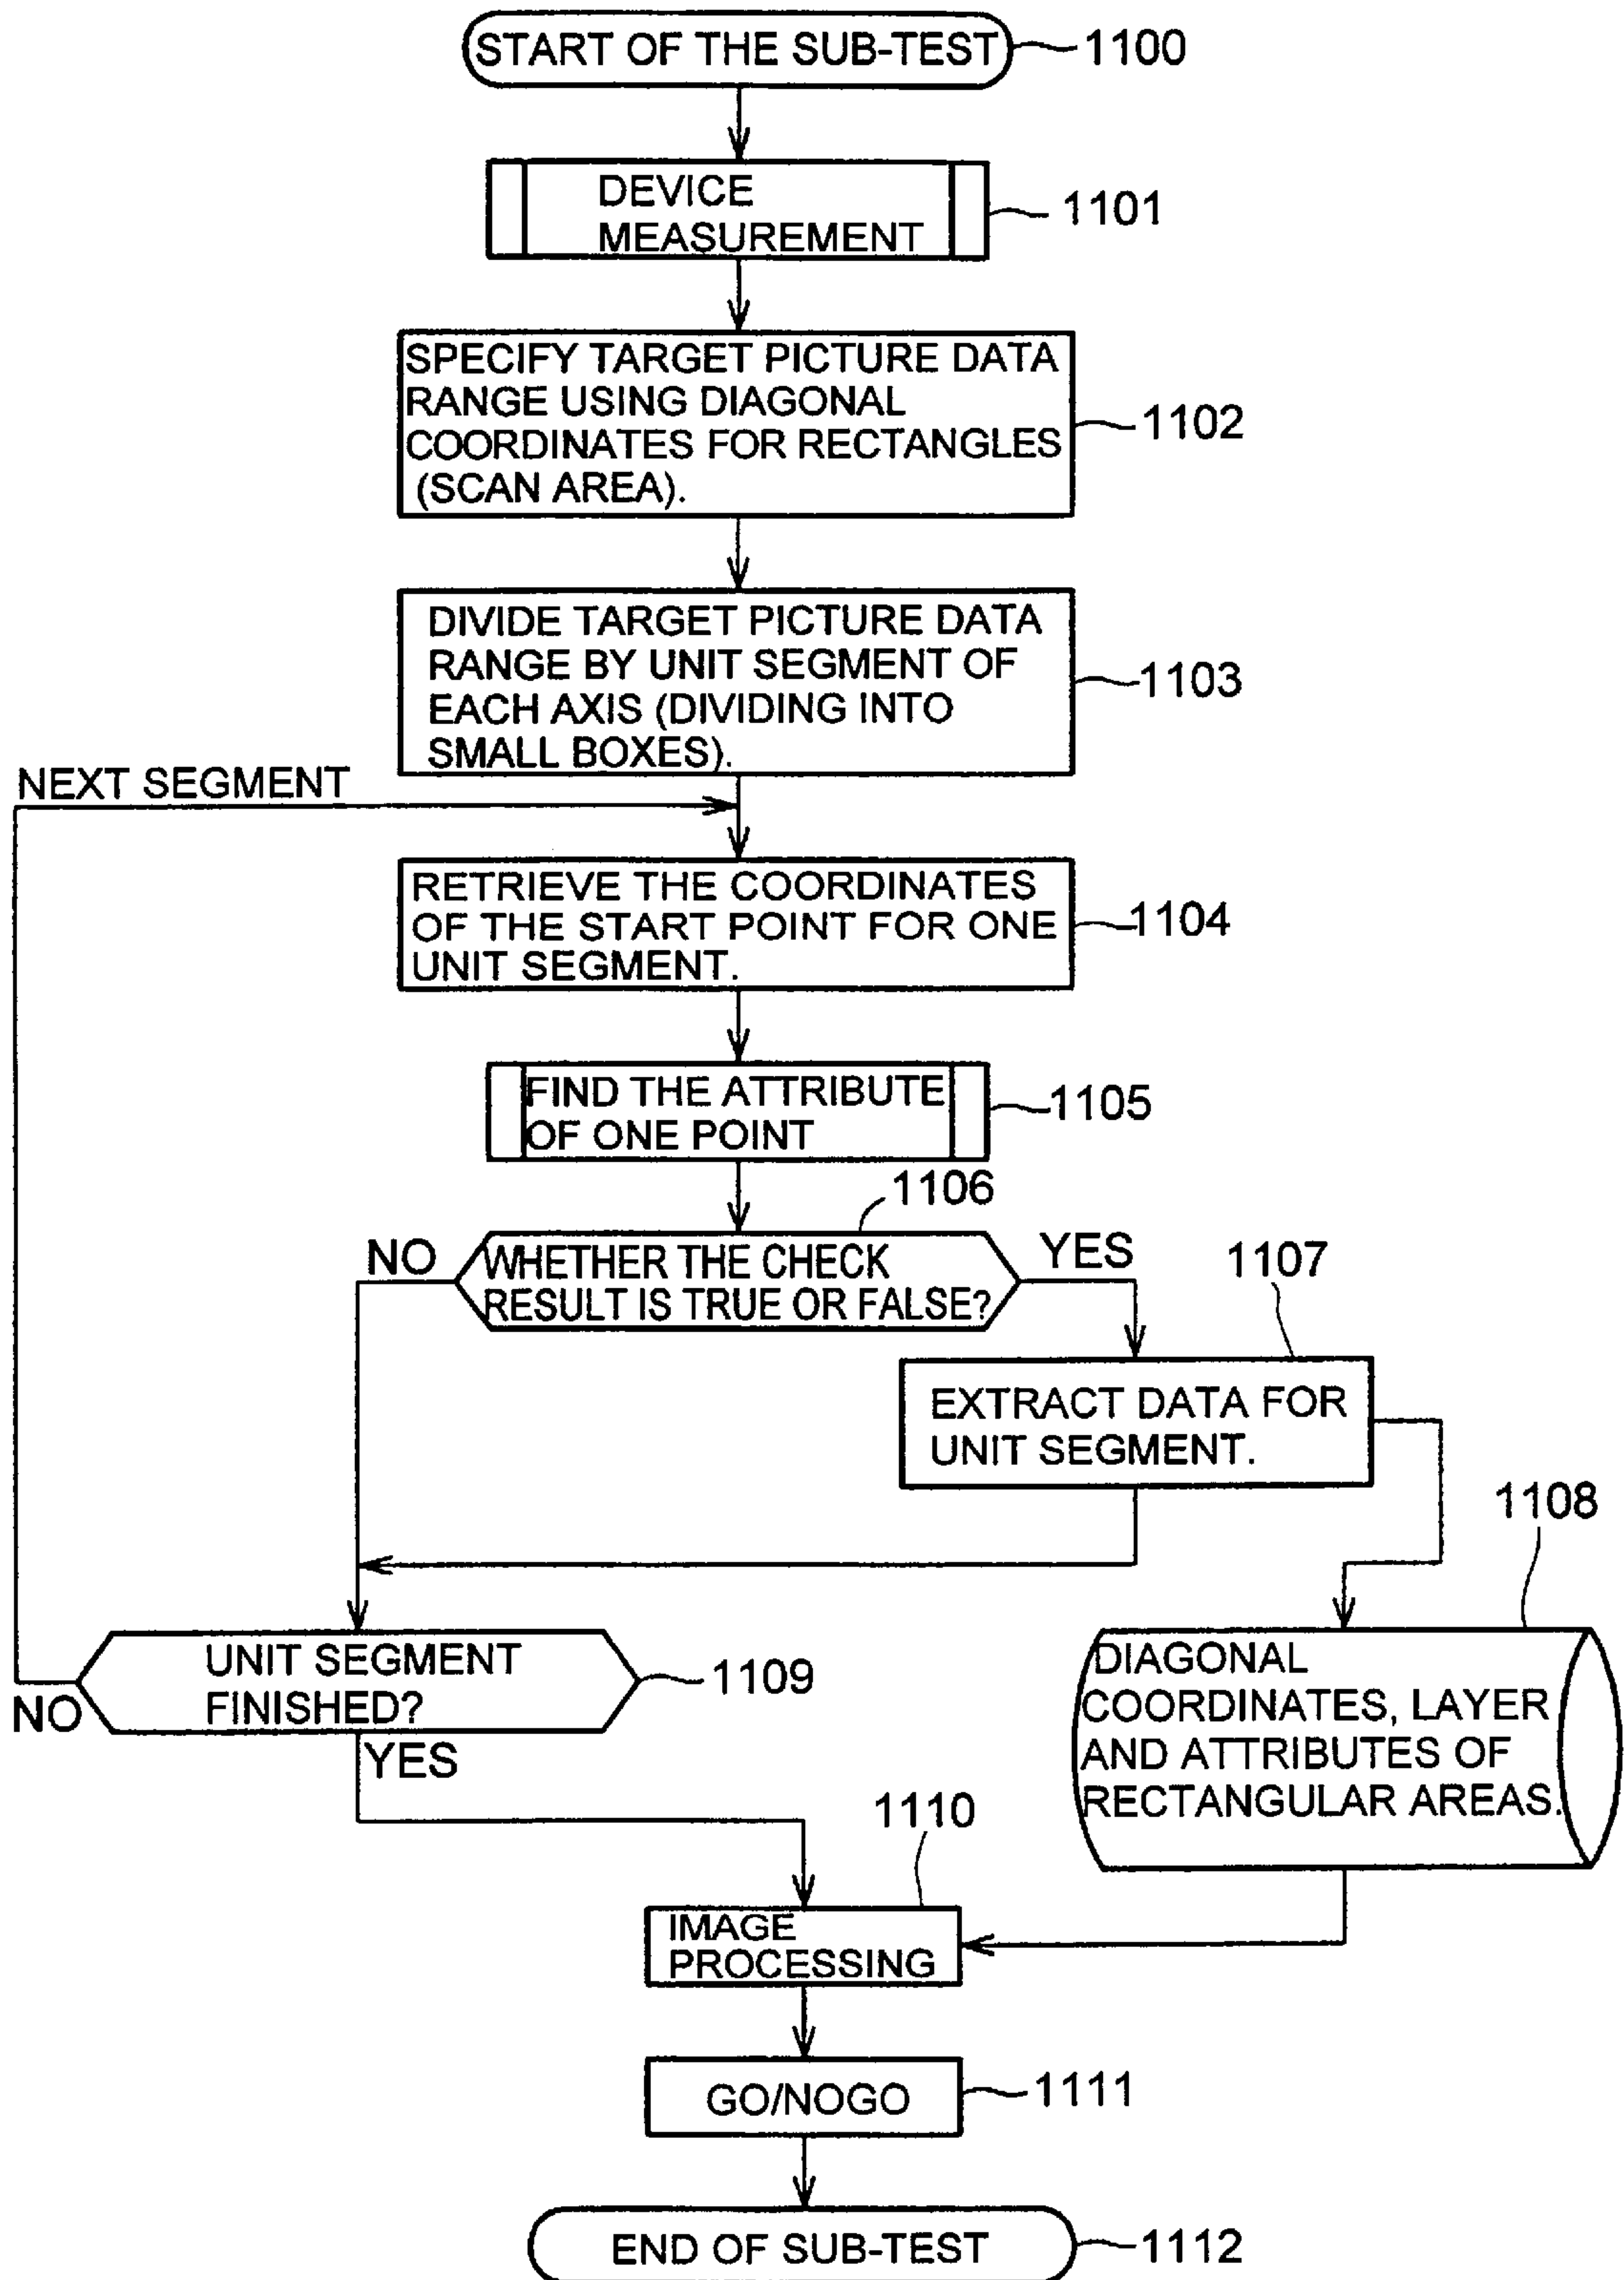 START OF THE SUB-TEST
1100
DEVICE
MEASUREMENT
1101
SPECIFY TARGET PICTURE DATA
RANGE USING DIAGONAL
COORDINATES FOR RECTANGLES
(SCAN AREA).
1102
DIVIDE TARGET PICTURE DATA
RANGE BY UNIT SEGMENT OF
EACH AXIS (DIVIDING INTO
SMALL BOXES).
1103
NEXT SEGMENT
RETRIEVE THE COORDINATES
OF THE START POINT FOR ONE
UNIT SEGMENT.
1104
FIND THE ATTRIBUTE
OF ONE POINT
1105
1106
NO
WHETHER THE CHECK
RESULT IS TRUE OR FALSE?
YES
1107
EXTRACT DATA FOR
UNIT SEGMENT.
1108
UNIT SEGMENT
FINISHED?
1109
NO
YES
DIAGONAL
COORDINATES, LAYER
AND ATTRIBUTES OF
RECTANGULAR AREAS.
1110
IMAGE
PROCESSING
GO/NOGO
1111
END OF SUB-TEST
1112